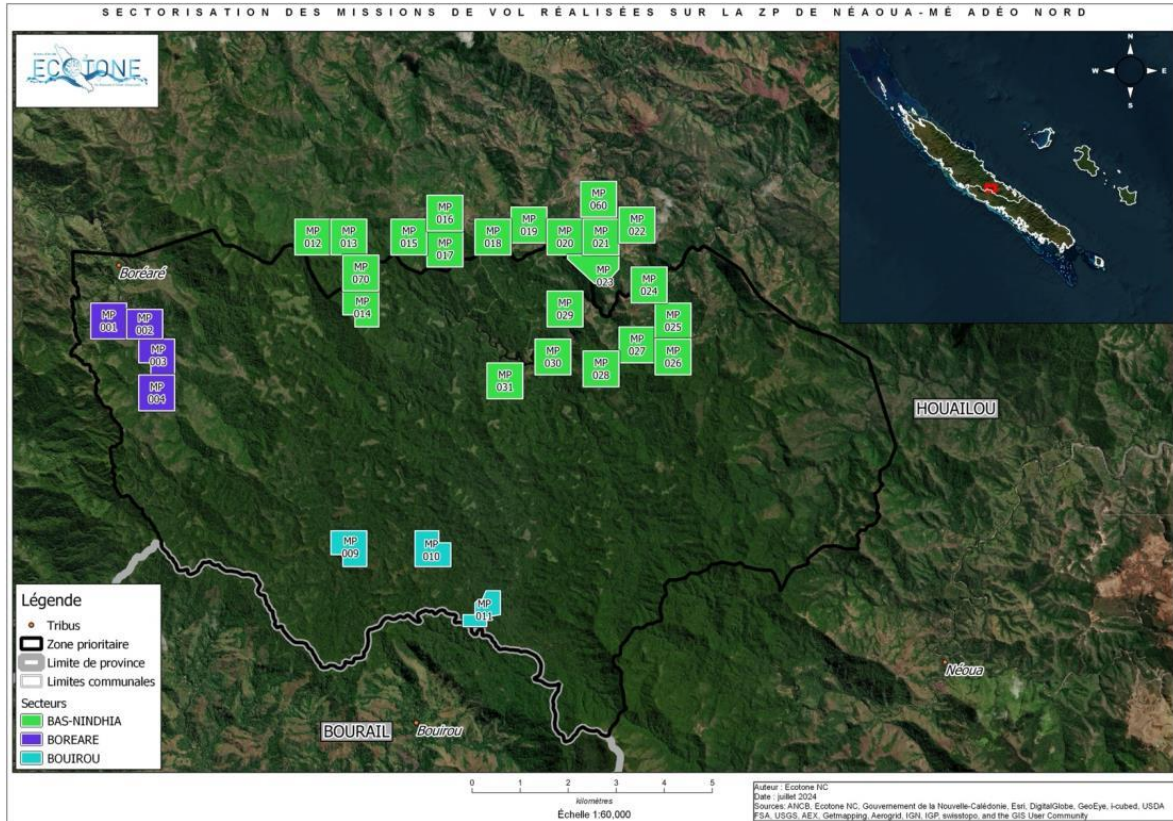 SECTORISATION DES MISSIONS DE VOL RÉALISÉES SUR LA ZP DE NÉAOUA-MÉ ADÉO NORD
ECOTONE
N
W
E
S
MP
060
MP
016
MP
019
MP
022
MP
012
MP
013
MP
015
MP
017
MP
018
MP
020
MP
021
Boréaré
MP
070
MP
023
MP
024
MP
014
MP
029
MP
001
MP
002
MP
025
MP
003
MP
027
MP
030
MP
026
MP
028
MP
031
MP
004
HOUAILOU
MP
009
MP
010
MP
011
Néoua
BOURAIL
Bouirou
Légende
Tribus
Zone prioritaire
Limite de province
Limites communales
Secteurs
BAS-NINDHIA
BOREARE
BOUIROU
0 1 2 3 4 5
kilomètres
Échelle 1:60,000
Auteur : Ecotone NC
Date : juillet 2024
Sources: ANCB, Ecotone NC, Gouvernement de la Nouvelle-Calédonie, Esri, DigitalGlobe, GeoEye, i-cubed, USDA
FSA, USGS, AEX, Getmapping, Aerogrid, IGN, IGP, swisstopo, and the GIS User Community